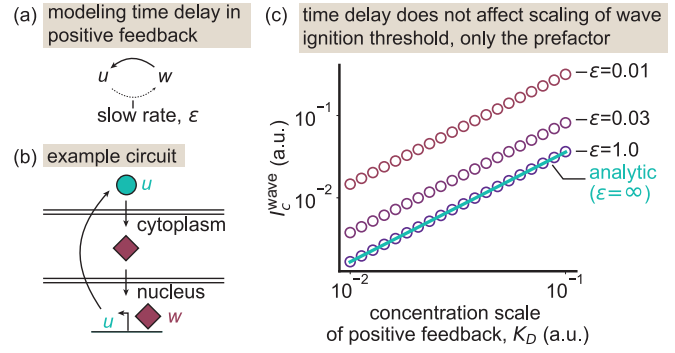 (a) modeling time delay in
positive feedback
u w
slow rate, ε
(b) example circuit
u
cytoplasm
nucleus
u w
(c) time delay does not affect scaling of wave
ignition threshold, only the prefactor
I_c^wave (a.u.)
10⁻¹
10⁻²
ε=0.01
ε=0.03
ε=1.0
analytic
(ε=∞)
10⁻² 10⁻¹
concentration scale
of positive feedback, K_D (a.u.)